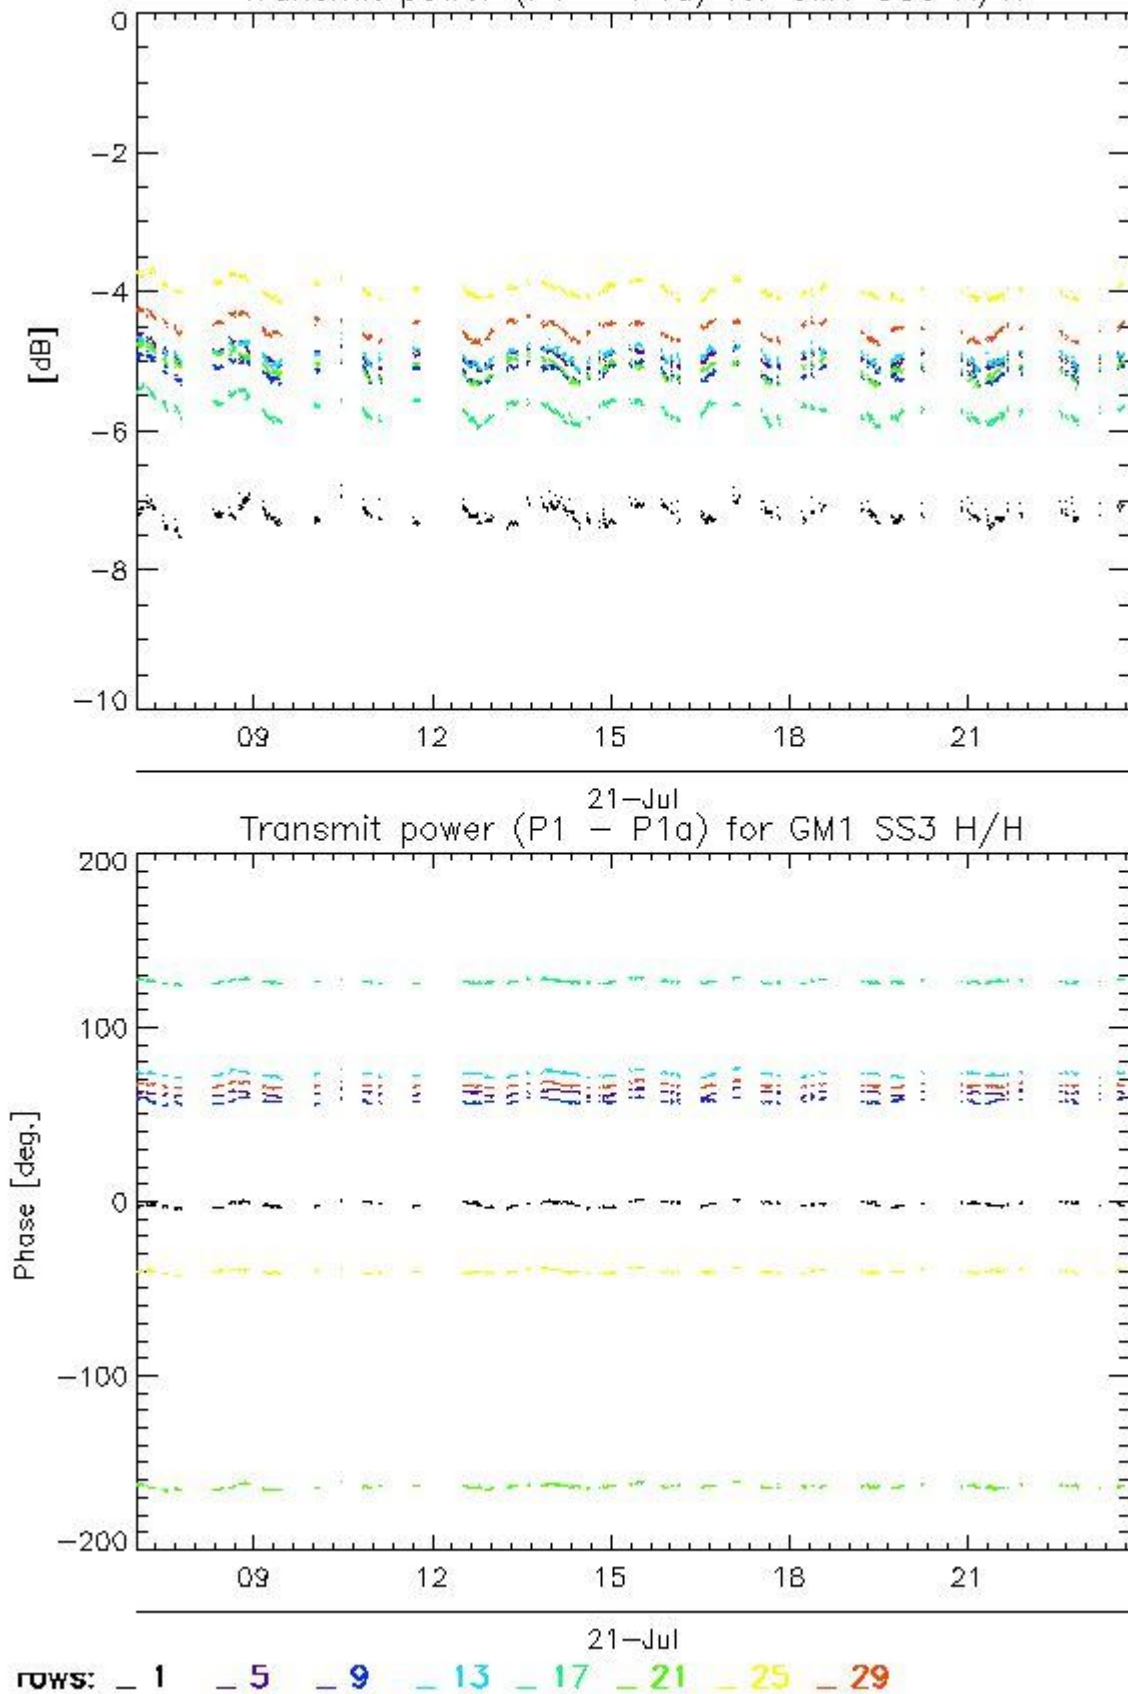 0
−2
−4
−6
−8
−10
[dB]
09 12 15 18 21
21−Jul
Transmit power (P1 − P1a) for GM1 SS3 H/H
200
100
0
−100
−200
Phase [deg.]
09 12 15 18 21
21−Jul
rows: _ 1 _ 5 _ 9 _ 13 _ 17 _ 21 _ 25 _ 29